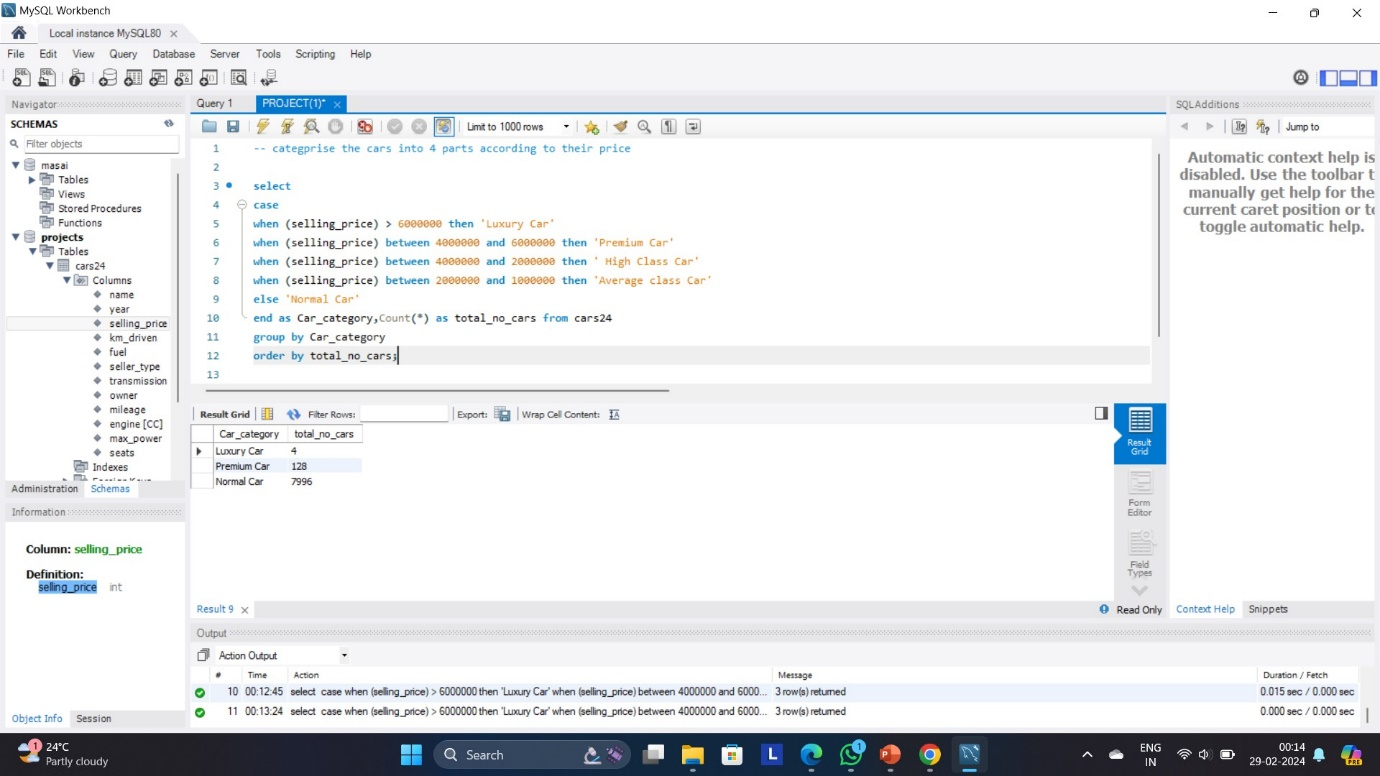 MySQL Workbench
Local instance MySQL80
File Edit View Query Database Server Tools Scripting Help
Navigator
SCHEMAS
Filter objects
masai
Tables
Views
Stored Procedures
Functions
projects
Tables
cars24
Columns
name
year
selling_price
km_driven
fuel
seller_type
transmission
owner
mileage
engine [CC]
max_power
seats
Indexes
Administration Schemas
Information
Column: selling_price
Definition:
selling_price int
Object Info Session
Query 1 PROJECT(1)*
Limit to 1000 rows
1 -- categprise the cars into 4 parts according to their price
2
3 select
4 case
5 when (selling_price) > 6000000 then 'Luxury Car'
6 when (selling_price) between 4000000 and 6000000 then 'Premium Car'
7 when (selling_price) between 4000000 and 2000000 then ' High Class Car'
8 when (selling_price) between 2000000 and 1000000 then 'Average class Car'
9 else 'Normal Car'
10 end as Car_category,Count(*) as total_no_cars from cars24
11 group by Car_category
12 order by total_no_cars;
13
Result Grid Filter Rows: Export: Wrap Cell Content:
Car_category total_no_cars
Luxury Car 4
Premium Car 128
Normal Car 7996
Result
Grid
Form
Editor
Field
Types
Result 9 Read Only
Output
Action Output
# Time Action Message Duration / Fetch
10 00:12:45 select case when (selling_price) > 6000000 then 'Luxury Car' when (selling_price) between 4000000 and 6000... 3 row(s) returned 0.015 sec / 0.000 sec
11 00:13:24 select case when (selling_price) > 6000000 then 'Luxury Car' when (selling_price) between 4000000 and 6000... 3 row(s) returned 0.000 sec / 0.000 sec
SQLAdditions
Jump to
Automatic context help is
disabled. Use the toolbar t
manually get help for the
current caret position or to
toggle automatic help.
Context Help Snippets
1
24°C
Partly cloudy
Search
L
1
ENG
IN
00:14
29-02-2024
PRE